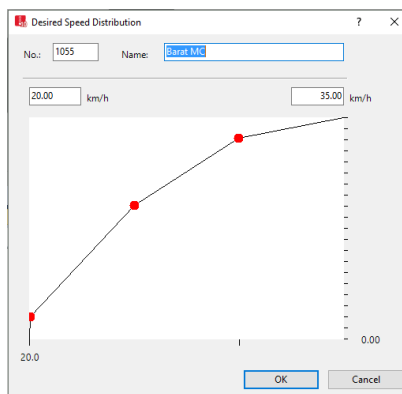 Desired Speed Distribution ? ×
No.: 1055 Name: Barat MC
20.00 km/h 35.00 km/h
0.00
20.0
OK Cancel